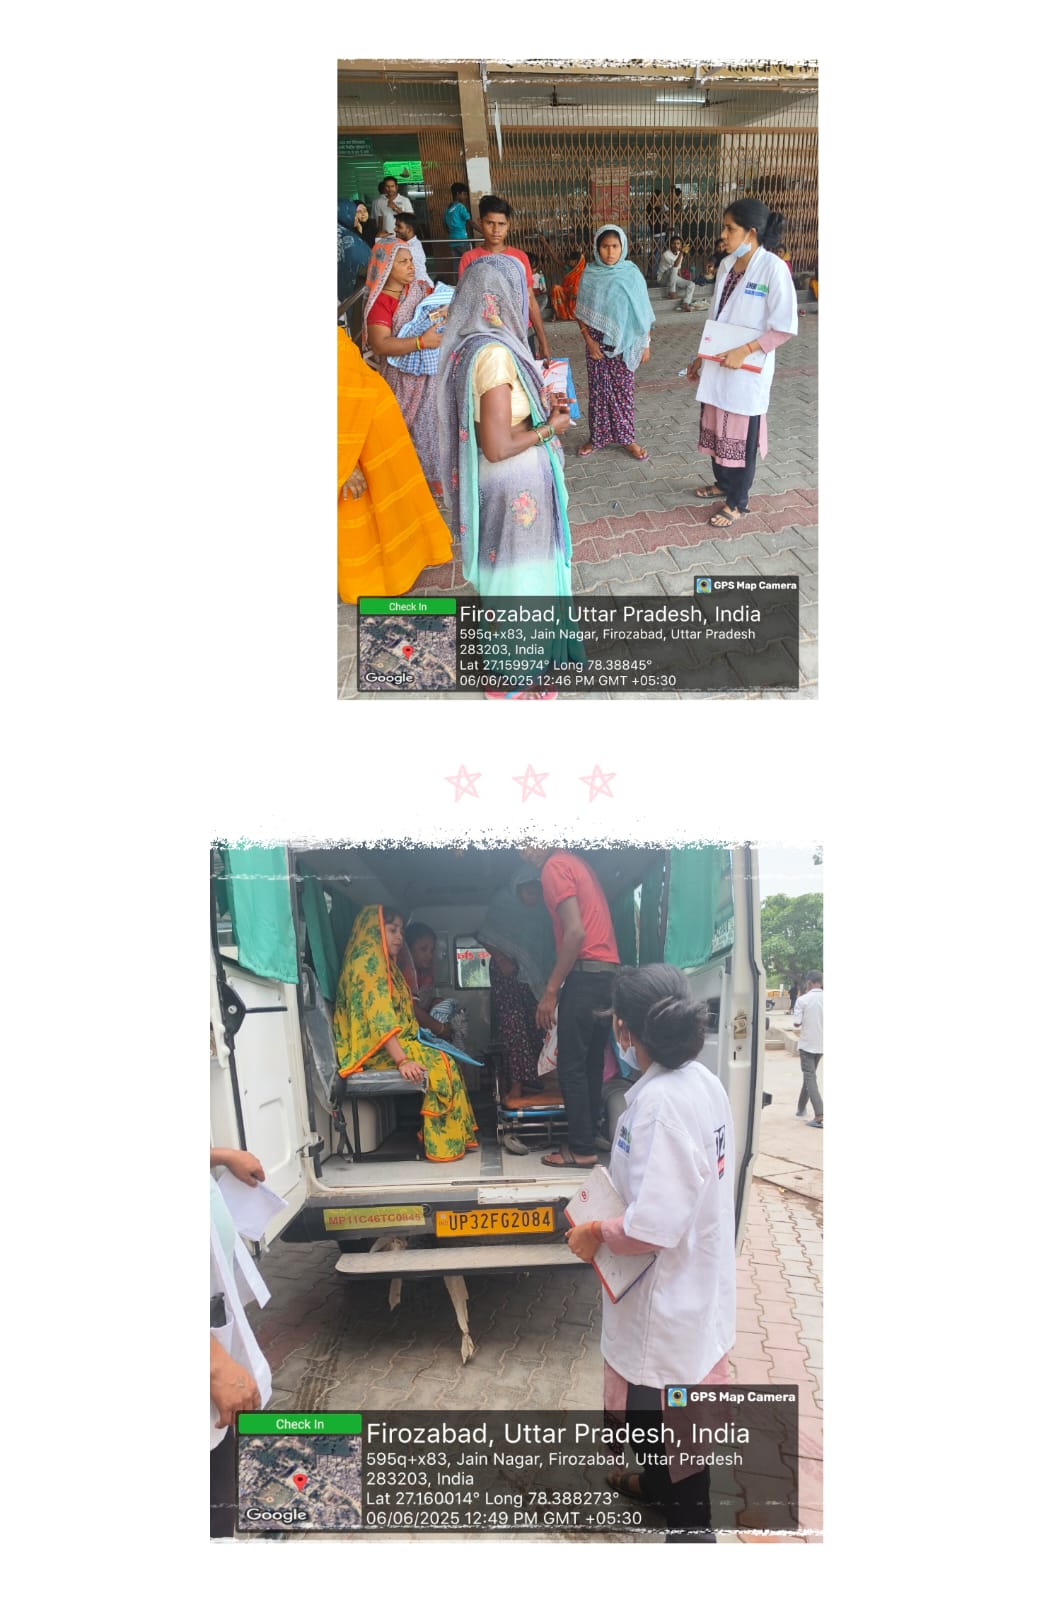 GPS Map Camera
Check In
Google
Firozabad, Uttar Pradesh, India
595q+x83, Jain Nagar, Firozabad, Uttar Pradesh
283203, India
Lat 27.159974° Long 78.38845°
06/06/2025 12:46 PM GMT +05:30
MP11C46TC0845
UP32FG2084
GPS Map Camera
Check In
Google
Firozabad, Uttar Pradesh, India
595q+x83, Jain Nagar, Firozabad, Uttar Pradesh
283203, India
Lat 27.160014° Long 78.388273°
06/06/2025 12:49 PM GMT +05:30